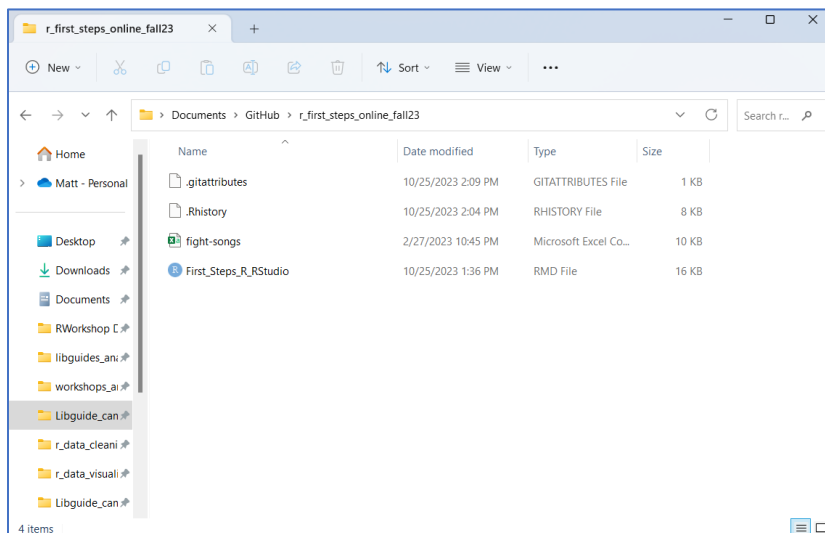 r_first_steps_online_fall23
New
Sort
View
Documents > GitHub > r_first_steps_online_fall23
Search r...
Name Date modified Type Size
Home
Matt - Personal
Desktop
Downloads
Documents
RWorkshop D
libguides_ana
workshops_ar
Libguide_can
r_data_cleani
r_data_visuali
Libguide_can
.gitattributes 10/25/2023 2:09 PM GITATTRIBUTES File 1 KB
.Rhistory 10/25/2023 2:04 PM RHISTORY File 8 KB
fight-songs 2/27/2023 10:45 PM Microsoft Excel Co... 10 KB
First_Steps_R_RStudio 10/25/2023 1:36 PM RMD File 16 KB
4 items